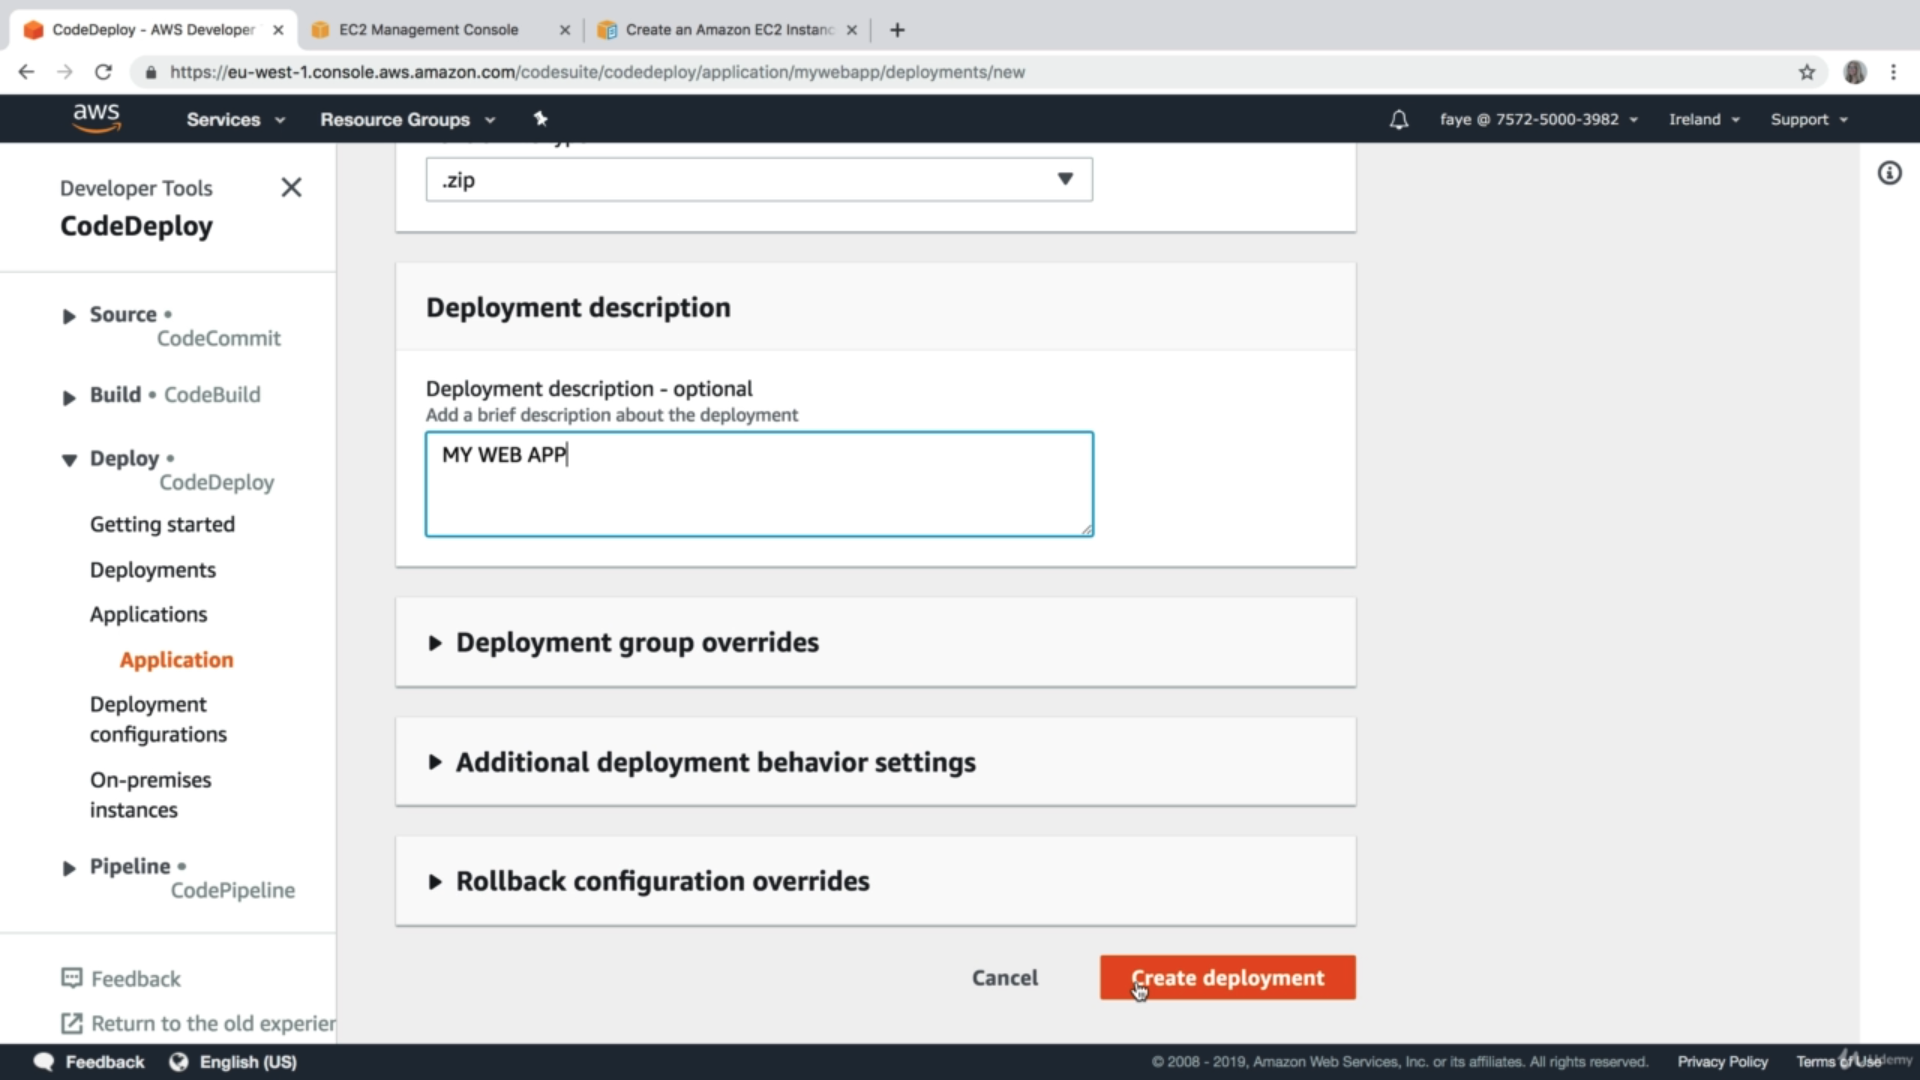 CodeDeploy - AWS Developer
EC2 Management Console
Create an Amazon EC2 Instanc
https://eu-west-1.console.aws.amazon.com/codesuite/codedeploy/application/mywebapp/deployments/new
aws
Services
Resource Groups
faye @ 7572-5000-3982
Ireland
Support
Developer Tools
CodeDeploy
Source •
CodeCommit
Build • CodeBuild
Deploy •
CodeDeploy
Getting started
Deployments
Applications
Application
Deployment
configurations
On-premises
instances
Pipeline •
CodePipeline
Feedback
Return to the old experien
.zip
Deployment description
Deployment description - optional
Add a brief description about the deployment
MY WEB APP
Deployment group overrides
Additional deployment behavior settings
Rollback configuration overrides
Cancel
Create deployment
Feedback
English (US)
© 2008 - 2019, Amazon Web Services, Inc. or its affiliates. All rights reserved.
Privacy Policy
Terms of Use